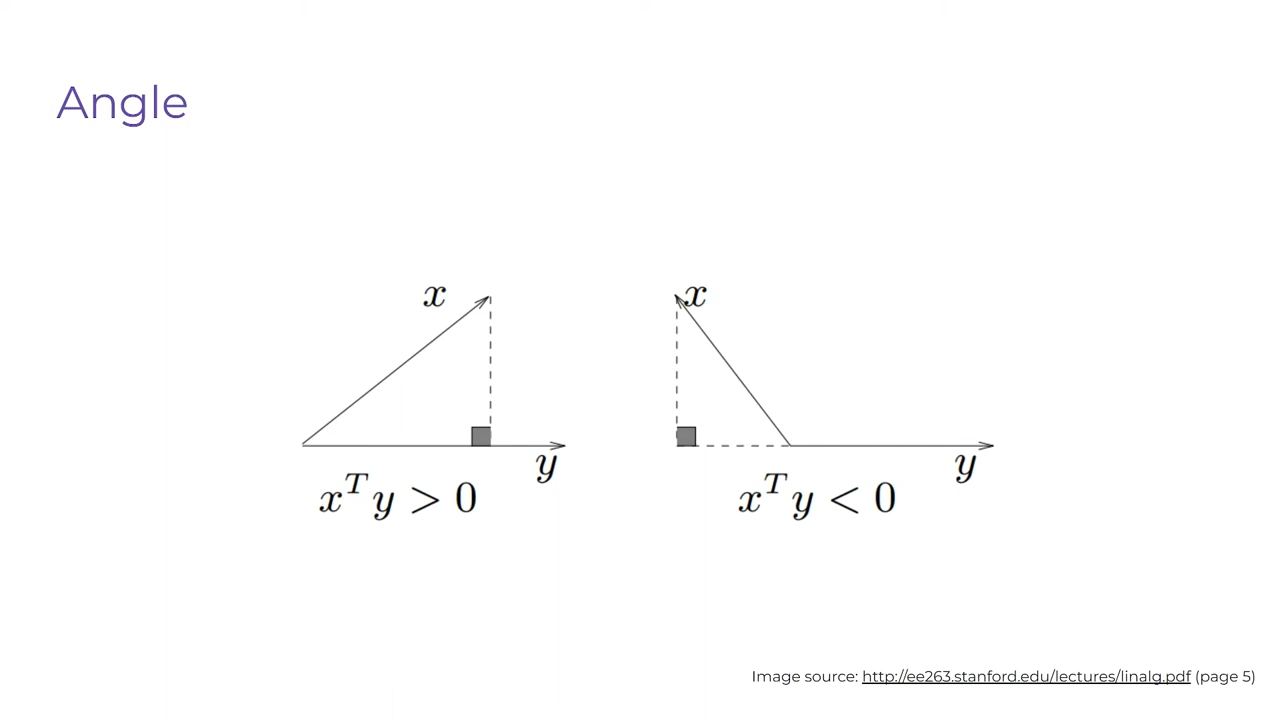 Angle
x
x
y
y
x^T y > 0
x^T y < 0
Image source: http://ee263.stanford.edu/lectures/linalg.pdf (page 5)